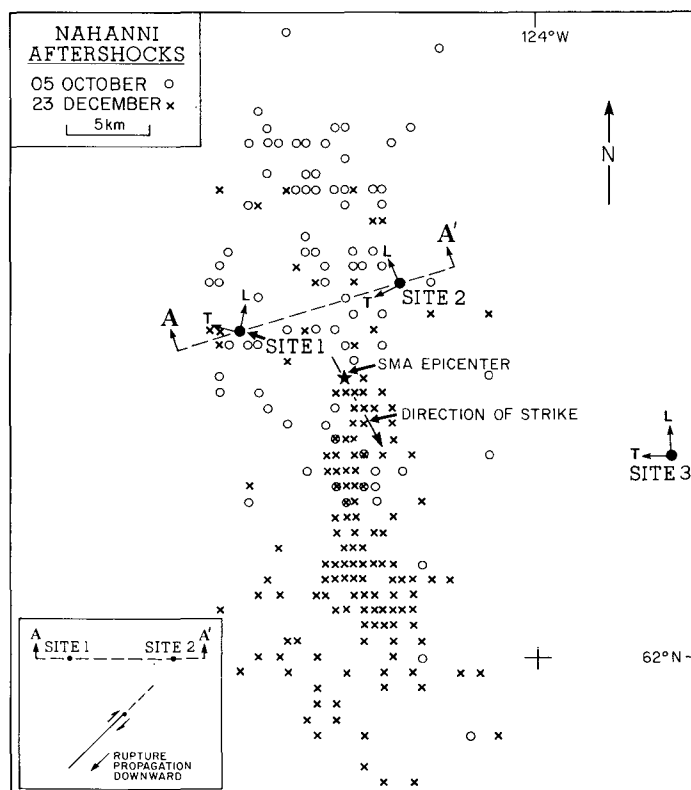 NAHANNI
AFTERSHOCKS
05 OCTOBER
23 DECEMBER
5km
124°W
N
A'
L
T
SITE 2
A
L
T
SITE 1
SMA EPICENTER
DIRECTION OF STRIKE
L
T
SITE 3
62°N
A
SITE 1
SITE 2
A'
RUPTURE
PROPAGATION
DOWNWARD